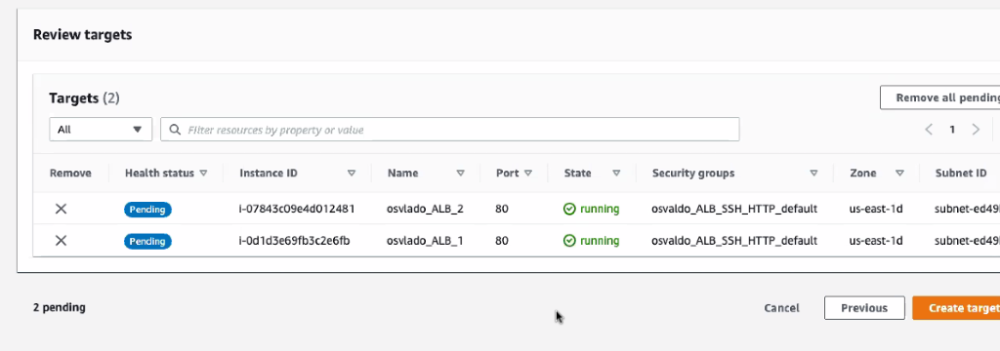 Review targets
Targets (2)
Remove all pending
All
Filter resources by property or value
1
Remove Health status Instance ID Name Port State Security groups Zone Subnet ID
Pending i-07843c09e4d012481 osvlado_ALB_2 80 running osvaldo_ALB_SSH_HTTP_default us-east-1d subnet-ed49
Pending i-0d1d3e69fb3c2e6fb osvlado_ALB_1 80 running osvaldo_ALB_SSH_HTTP_default us-east-1d subnet-ed49
2 pending
Cancel Previous Create target